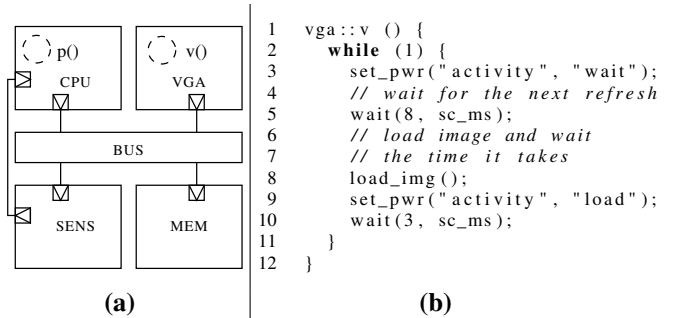 p()
v()
CPU
VGA
BUS
SENS
MEM
(a)
1 vga::v () {
2 while (1) {
3 set_pwr("activity", "wait");
4 // wait for the next refresh
5 wait(8, sc_ms);
6 // load image and wait
7 // the time it takes
8 load_img();
9 set_pwr("activity", "load");
10 wait(3, sc_ms);
11 }
12 }
(b)